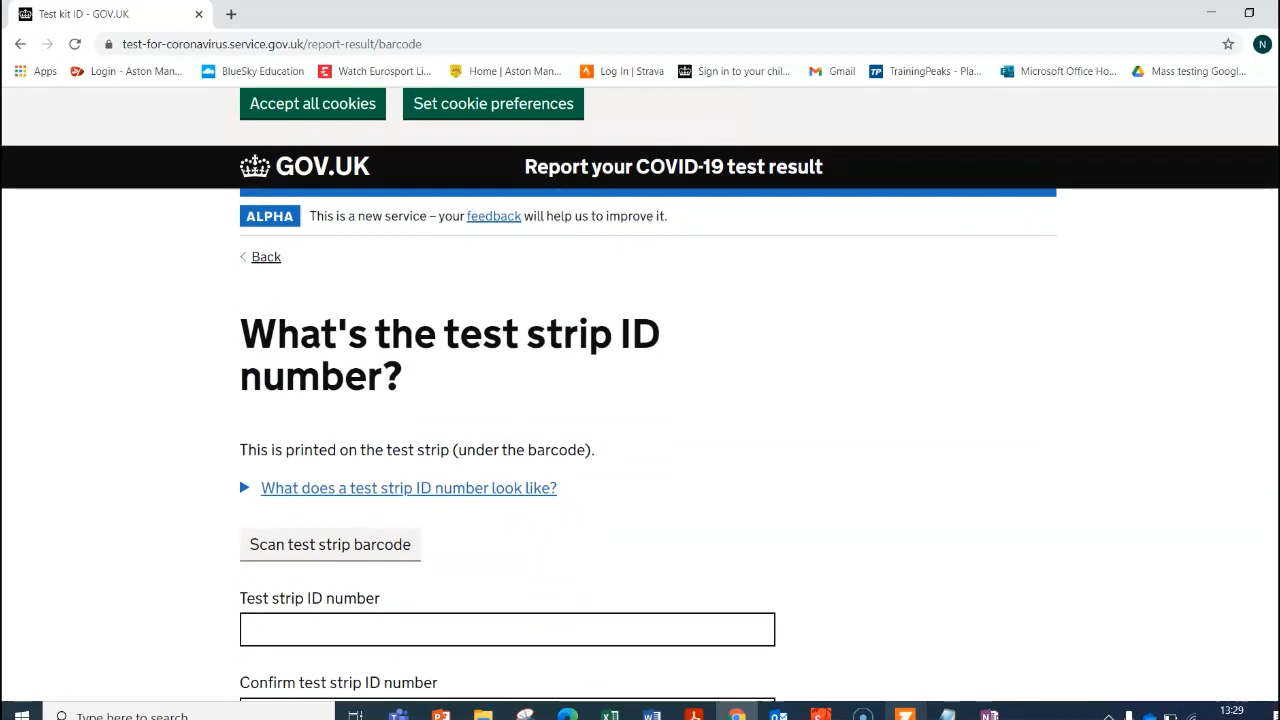 Test kit ID - GOV.UK
test-for-coronavirus.service.gov.uk/report-result/barcode
N
Apps Login - Aston Man... BlueSky Education Watch Eurosport Li... Home | Aston Man... Log In | Strava Sign in to your chil... Gmail TrainingPeaks - Pla... Microsoft Office Ho... Mass testing Googl...
Accept all cookies Set cookie preferences
GOV.UK Report your COVID-19 test result
ALPHA This is a new service – your feedback will help us to improve it.
Back
What's the test strip ID
number?
This is printed on the test strip (under the barcode).
What does a test strip ID number look like?
Scan test strip barcode
Test strip ID number
Confirm test strip ID number
Type here to search
13:29